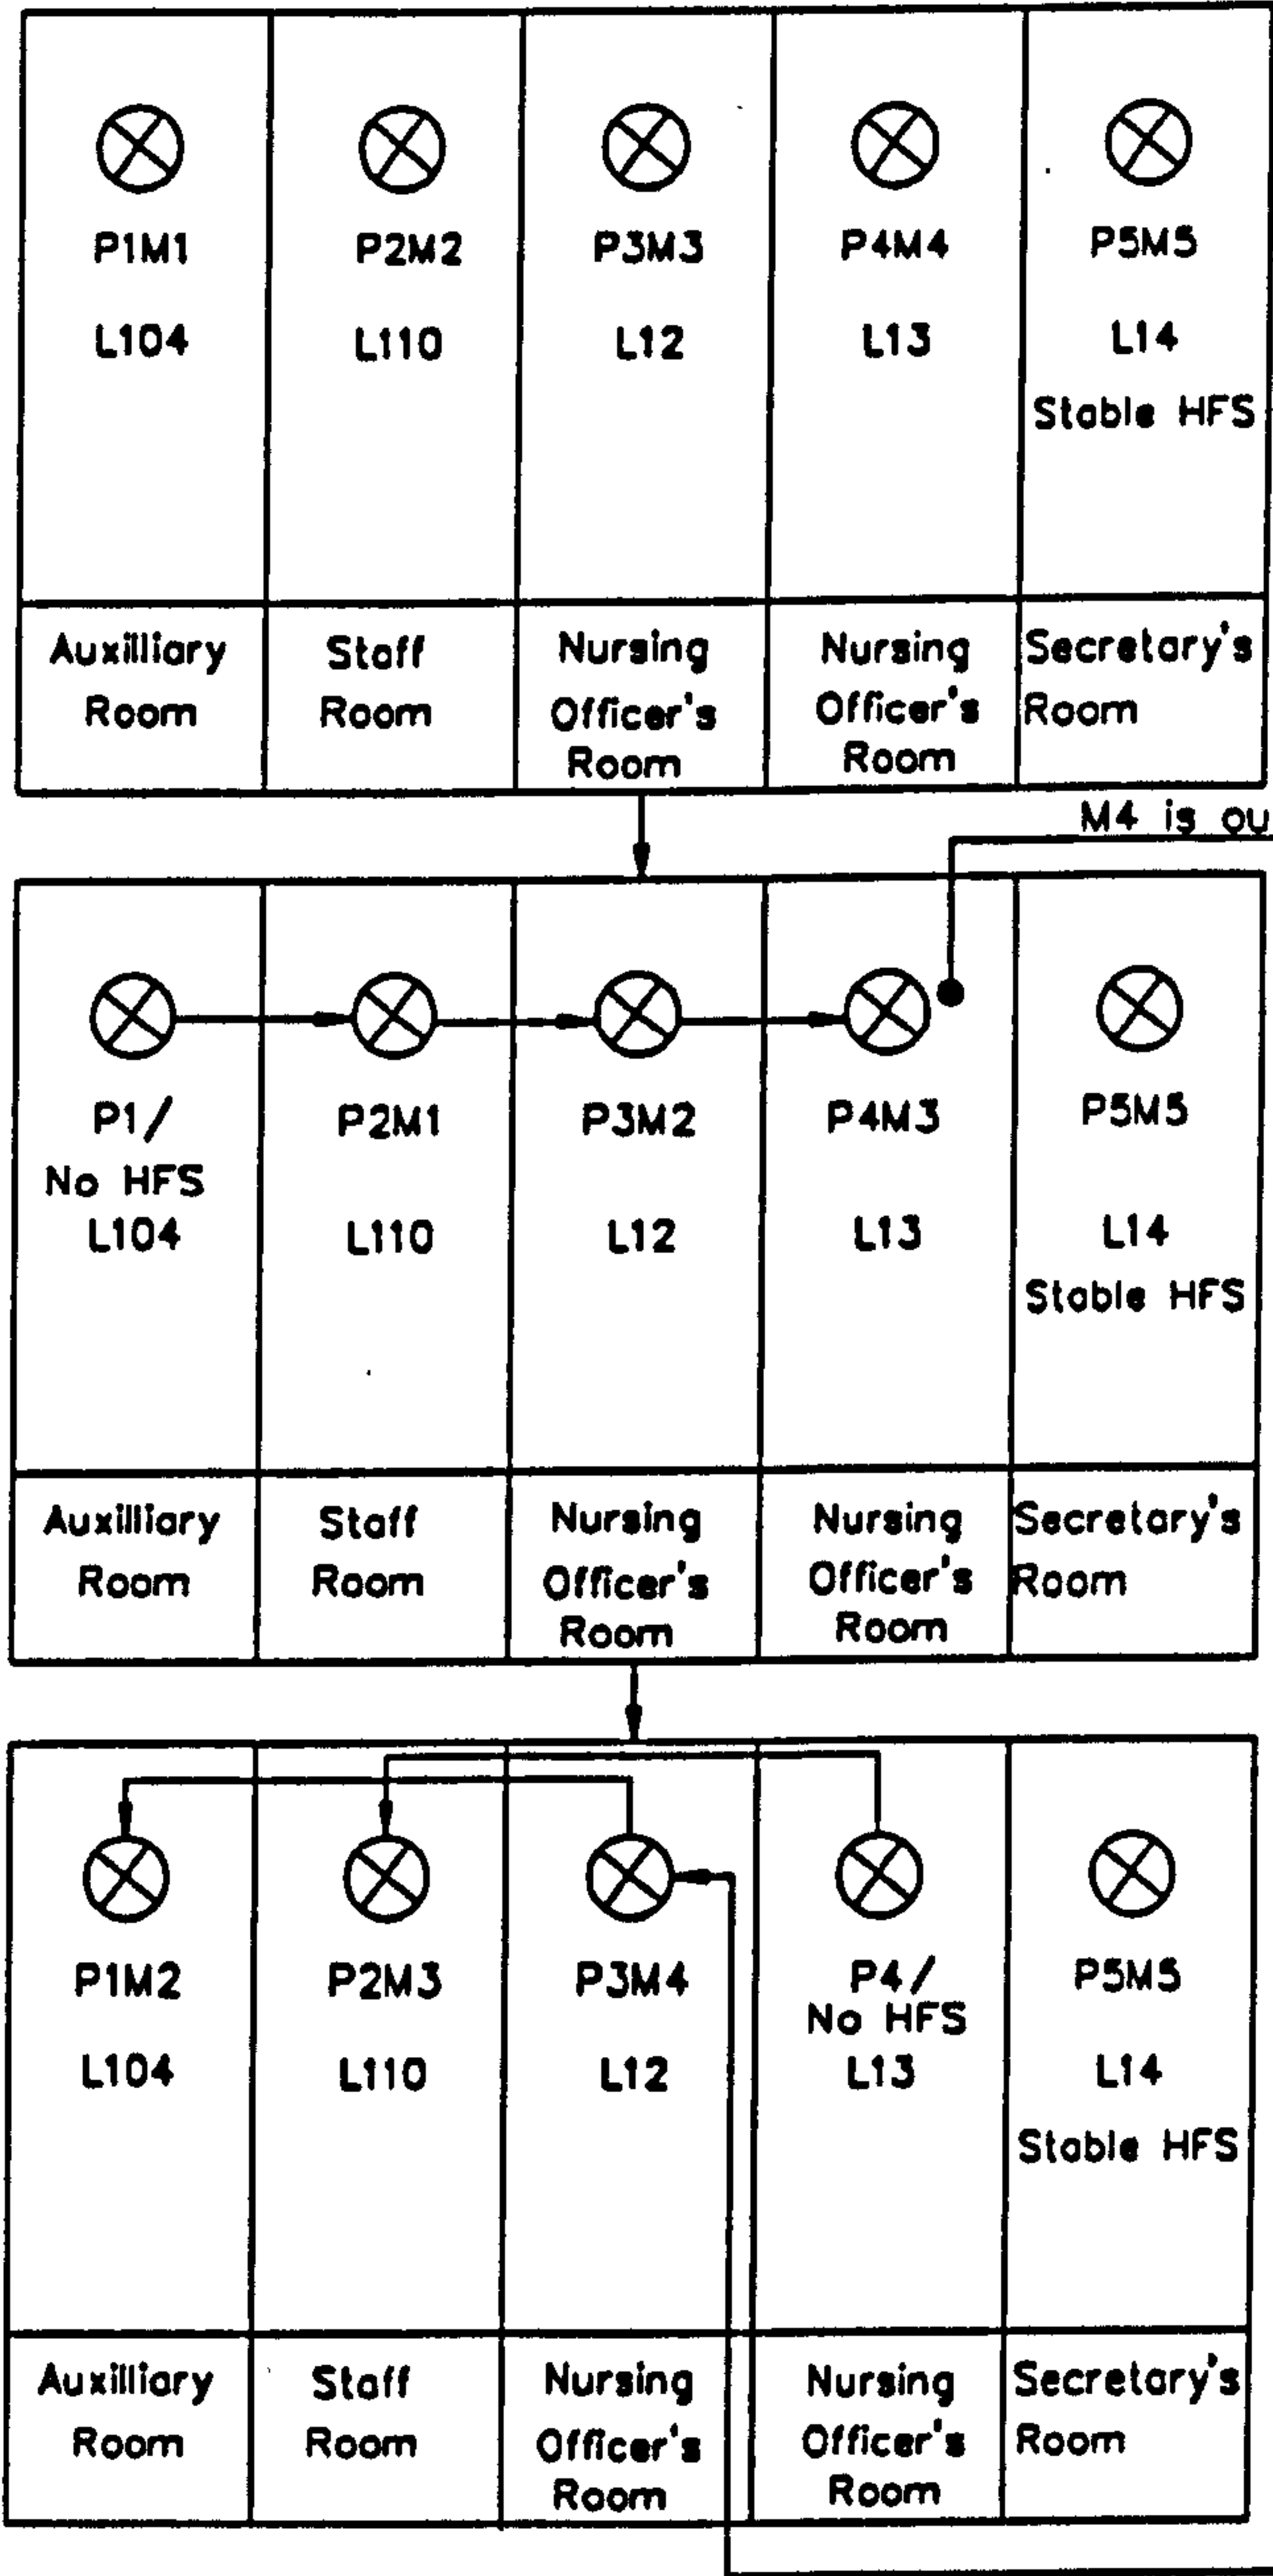 P1M1 P2M2 P3M3 P4M4 P5M5
L104 L110 L12 L13 L14
Stable HFS
Auxilliary Staff Nursing Nursing Secretary's
Room Room Officer's Officer's Room
Room Room
M4 is ou
P1/ P2M1 P3M2 P4M3 P5M5
No HFS
L104 L110 L12 L13 L14
Stable HFS
Auxilliary Staff Nursing Nursing Secretary's
Room Room Officer's Officer's Room
Room Room
P1M2 P2M3 P3M4 P4/ P5M5
No HFS
L104 L110 L12 L13 L14
Stable HFS
Auxilliary Staff Nursing Nursing Secretary's
Room Room Officer's Officer's Room
Room Room